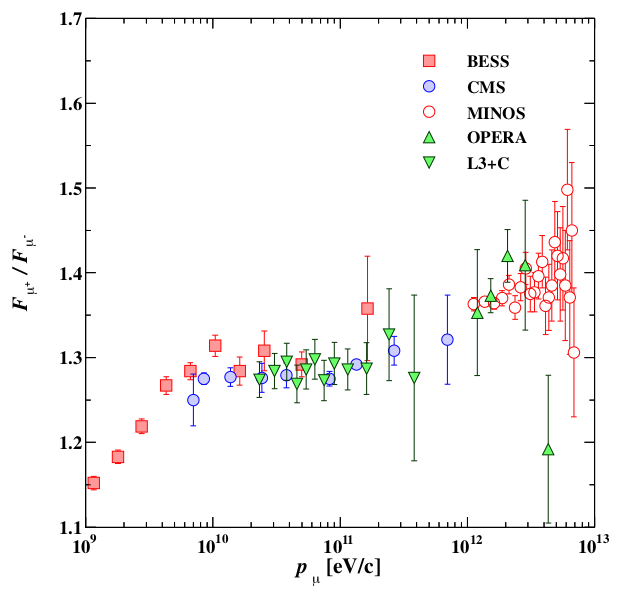 1.7
1.6
1.5
1.4
1.3
1.2
1.1
F_μ+ / F_μ-
BESS
CMS
MINOS
OPERA
L3+C
10^9 10^10 10^11 10^12 10^13
p_μ [eV/c]